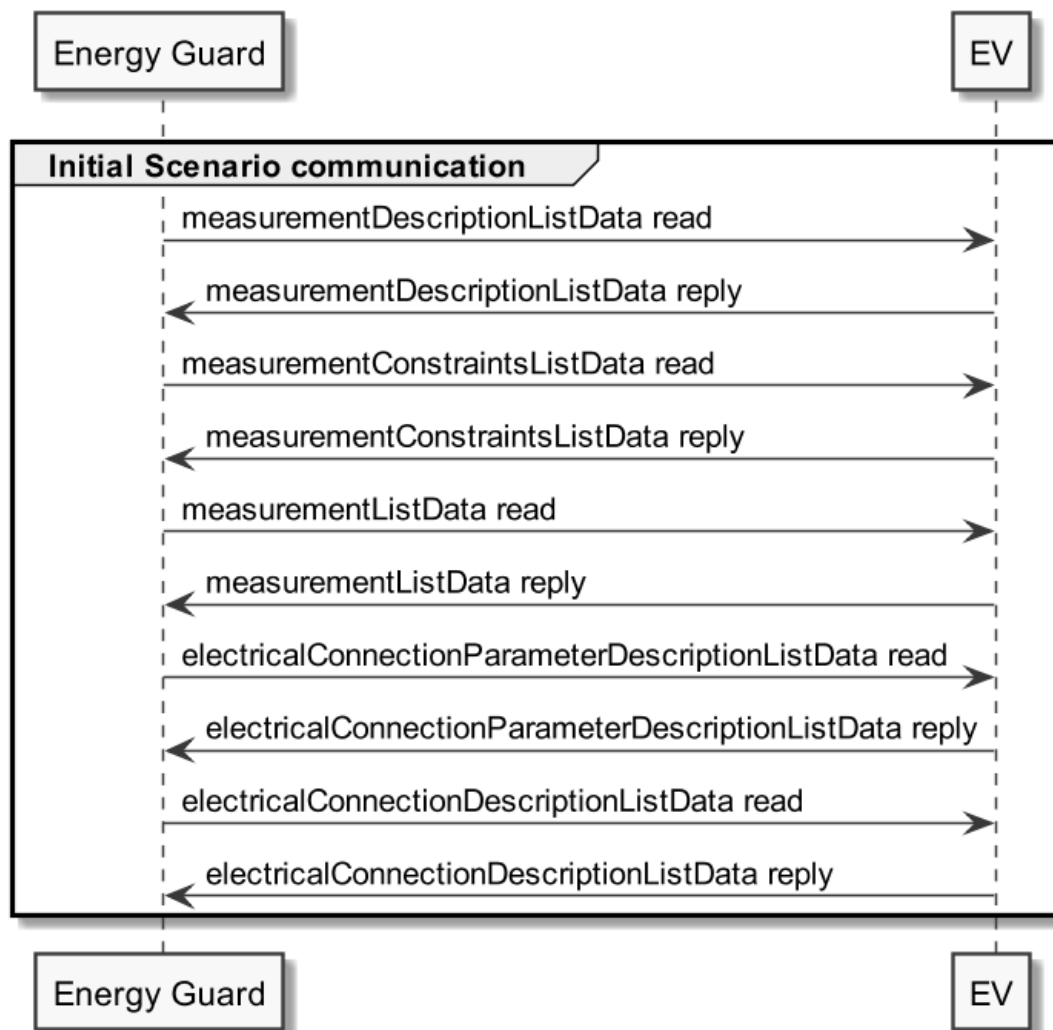 Energy Guard
EV
Initial Scenario communication
measurementDescriptionListData read
measurementDescriptionListData reply
measurementConstraintsListData read
measurementConstraintsListData reply
measurementListData read
measurementListData reply
electricalConnectionParameterDescriptionListData read
electricalConnectionParameterDescriptionListData reply
electricalConnectionDescriptionListData read
electricalConnectionDescriptionListData reply
Energy Guard
EV